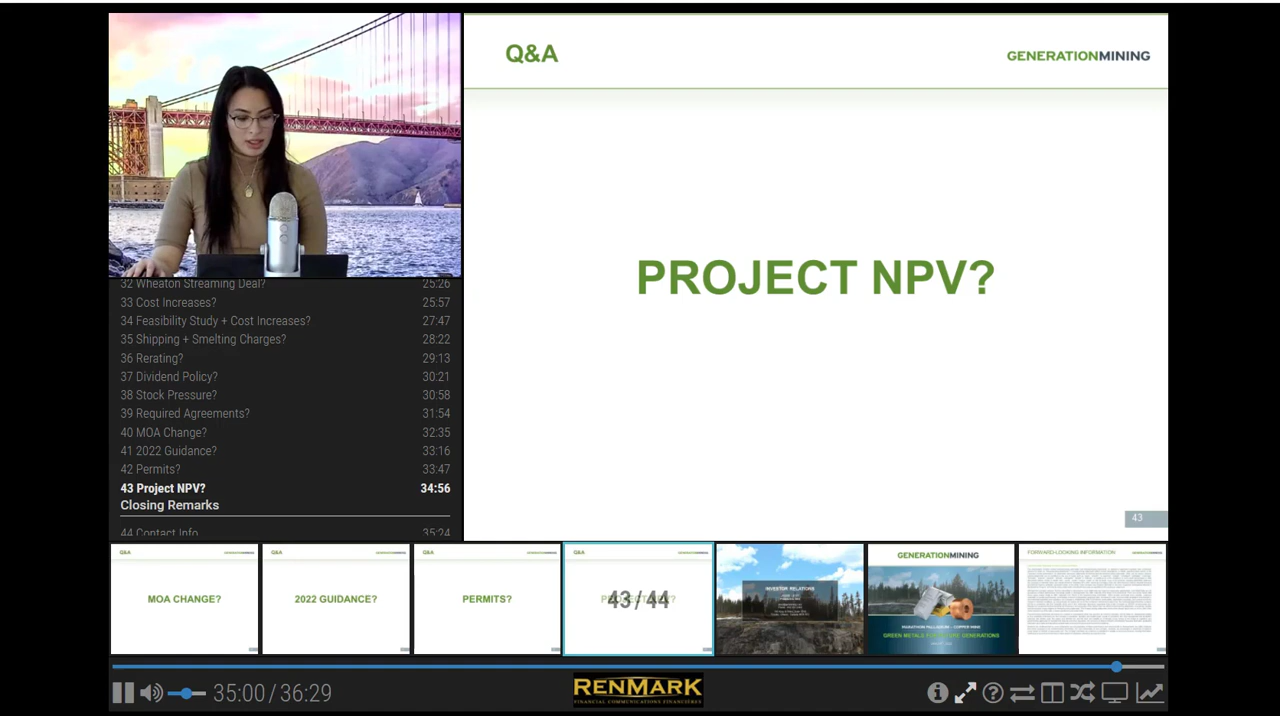 Q&A
GENERATIONMINING
PROJECT NPV?
43
32 Wheaton Streaming Deal? 25:26
33 Cost Increases? 25:57
34 Feasibility Study + Cost Increases? 27:47
35 Shipping + Smelting Charges? 28:22
36 Rerating? 29:13
37 Dividend Policy? 30:21
38 Stock Pressure? 30:58
39 Required Agreements? 31:54
40 MOA Change? 32:35
41 2022 Guidance? 33:16
42 Permits? 33:47
43 Project NPV? 34:56
Closing Remarks
44 Contact Info 35:24
Q&A GENERATIONMINING
MOA CHANGE?
Q&A GENERATIONMINING
2022 GUIDANCE?
Q&A GENERATIONMINING
PERMITS?
Q&A GENERATIONMINING
43 / 44
INVESTOR RELATIONS
GENERATIONMINING
MARATHON PALLADIUM - COPPER MINE
GREEN METALS FOR FUTURE GENERATIONS
FORWARD-LOOKING INFORMATION GENERATIONMINING
35:00 / 36:29
RENMARK
FINANCIAL COMMUNICATIONS FINANCIÈRES